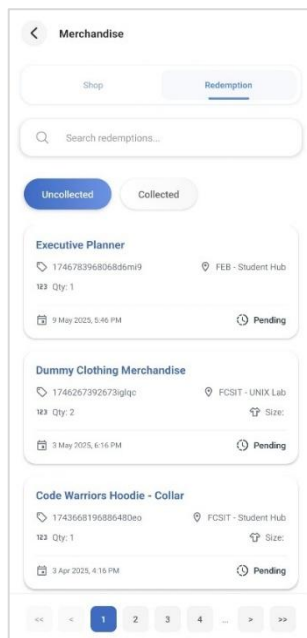 Merchandise
Shop Redemption
Search redemptions...
Uncollected Collected
Executive Planner
1746783968068d6mi9 FEB - Student Hub
123 Qty: 1
9 May 2025, 5:46 PM Pending
Dummy Clothing Merchandise
1746267392673iglqc FCSIT - UNIX Lab
123 Qty: 2 Size:
3 May 2025, 6:16 PM Pending
Code Warriors Hoodie - Collar
1743668196886480eo FCSIT - Student Hub
123 Qty: 1 Size:
3 Apr 2025, 4:16 PM Pending
<< < 1 2 3 4 ... > >>